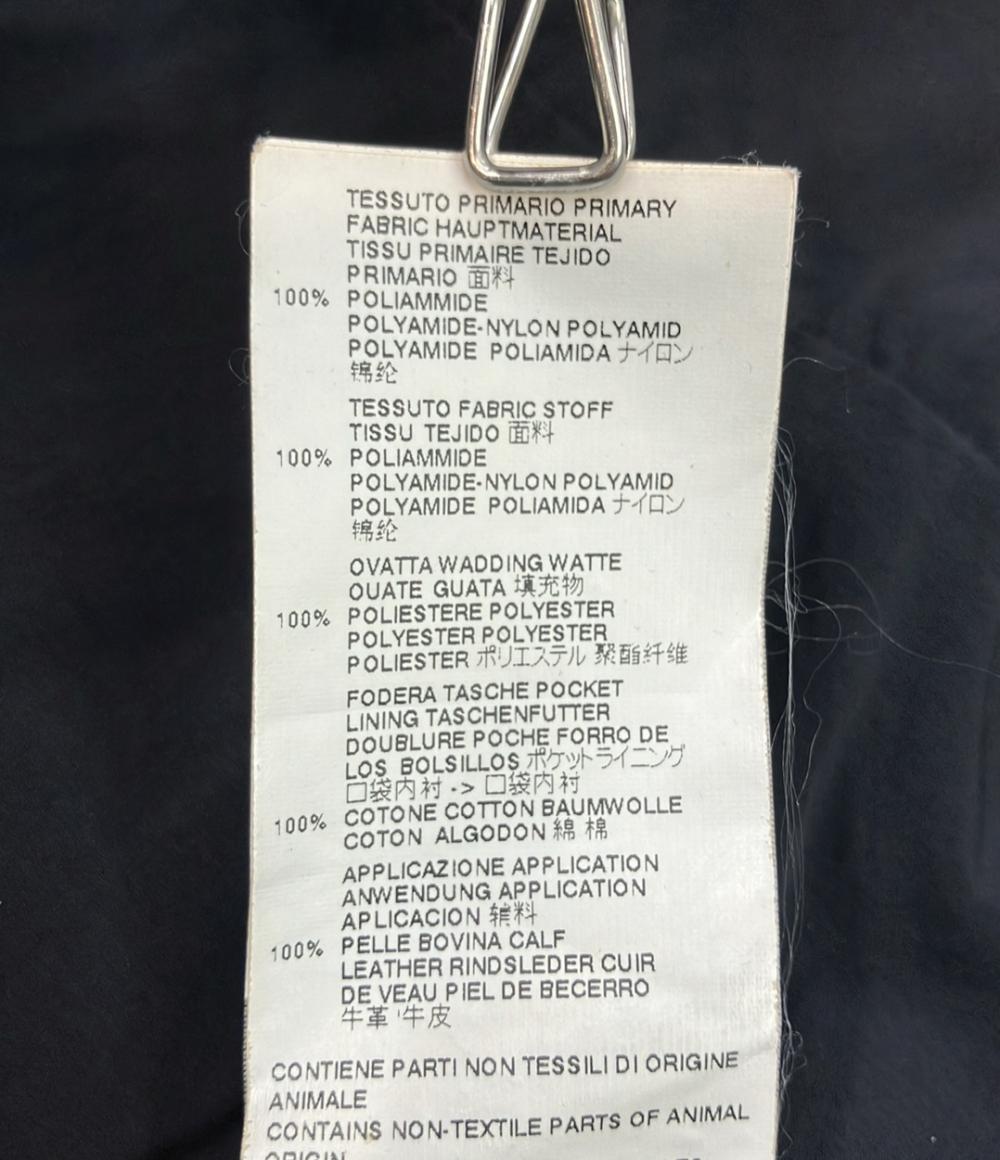 TESSUTO PRIMARIO PRIMARY
FABRIC HAUPTMATERIAL
TISSU PRIMAIRE TEJIDO
PRIMARIO 面料
100% POLIAMMIDE
POLYAMIDE-NYLON POLYAMID
POLYAMIDE POLIAMIDA ナイロン
锦纶
TESSUTO FABRIC STOFF
TISSU TEJIDO 面料
100% POLIAMMIDE
POLYAMIDE-NYLON POLYAMID
POLYAMIDE POLIAMIDA ナイロン
锦纶
OVATTA WADDING WATTE
OUATE GUATA 填充物
100% POLIESTERE POLYESTER
POLYESTER POLYESTER
POLIESTER ポリエステル 聚酯纤维
FODERA TASCHE POCKET
LINING TASCHENFUTTER
DOUBLURE POCHE FORRO DE
LOS BOLSILLOS ポケットライニング
口袋内衬 -> 口袋内衬
100% COTONE COTTON BAUMWOLLE
COTON ALGODON 綿 棉
APPLICAZIONE APPLICATION
ANWENDUNG APPLICATION
APLICACION 辅料
100% PELLE BOVINA CALF
LEATHER RINDSLEDER CUIR
DE VEAU PIEL DE BECERRO
牛革 '牛皮
CONTIENE PARTI NON TESSILI DI ORIGINE
ANIMALE
CONTAINS NON-TEXTILE PARTS OF ANIMAL
ORIGIN